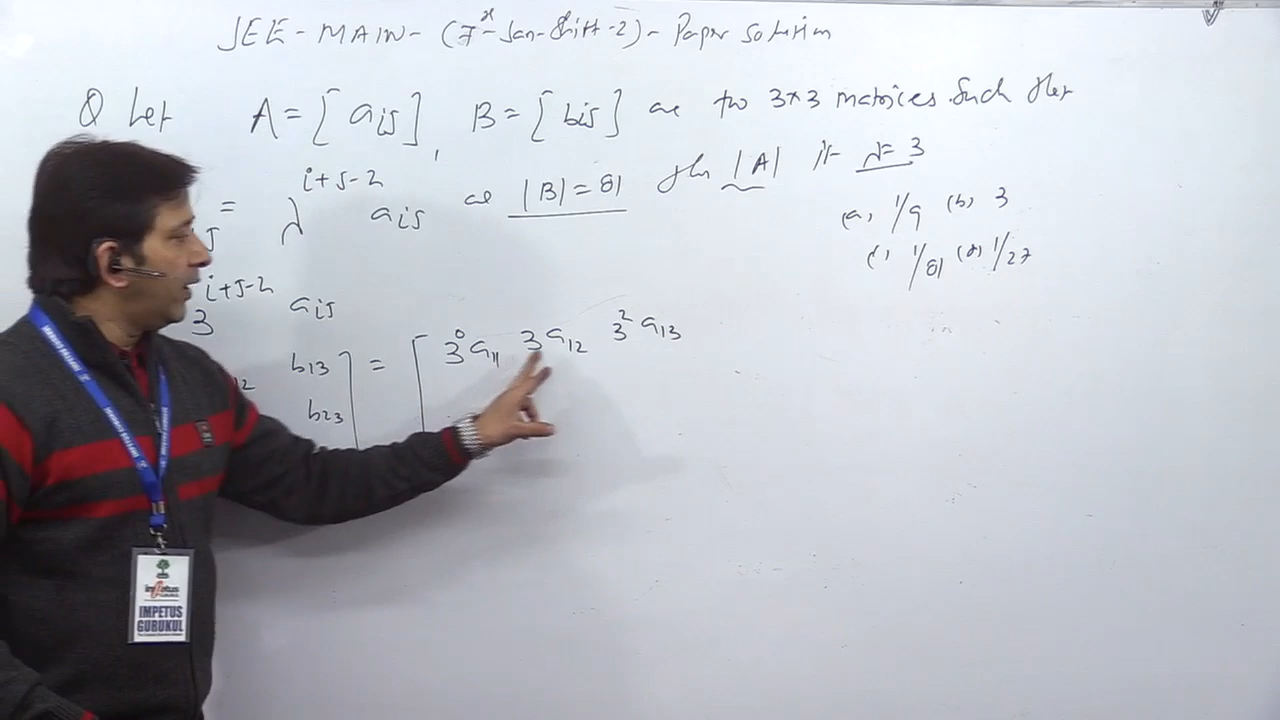 JEE-MAIN-(7th-Jan-Shift-2)-Paper solution
Q Let A = [aij], B = [bij] are two 3×3 matrices such that
j = λ^(i+j-2) aij as |B| = 81 then |A| if λ = 3
(a) 1/9 (b) 3
(c) 1/81 (d) 1/27
3^(i+j-2) aij
b13 ] = [ 3^0 a11 3 a12 3^2 a13
12
b23
IMPETUS
GURUKUL